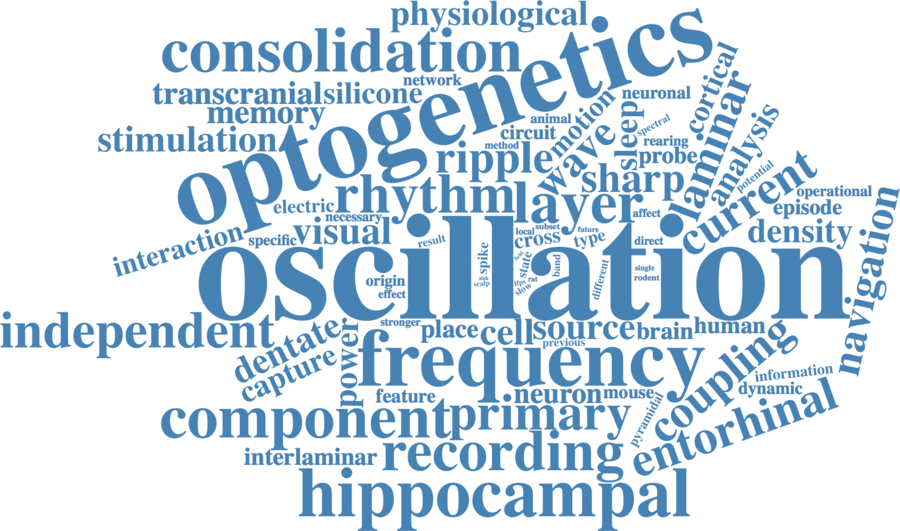 physiological
consolidation
optogenetics
network
transcranial
silicone
memory
stimulation
animal
motion
neuronal
cortical
circuit
method
wave
sleep
spectral
rearing
laminar
analysis
ripple
sharp
probe
potential
rhythm
layer
current
operational
electric
necessary
affect
episode
interaction
specific
visual
result
local
subset
cross
future
type
direct
density
navigation
oscillation
spike
sink
scalp
field
state
lfps
rat
slow
band
different
single
rodent
origin
effect
independent
dentate
capture
power
stronger
place
cell
source
previous
brain
human
frequency
coupling
information
dynamic
feature
neuron
mouse
pyramidal
component
primary
entorhinal
interlaminar
recording
hippocampal